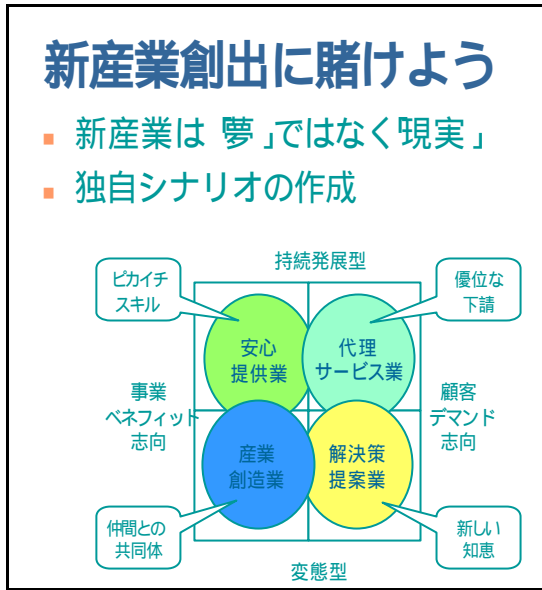 新産業創出に賭けよう
新産業は「夢」ではなく「現実」
独自シナリオの作成
持続発展型
ピカイチ
スキル
優位な
下請
安心
提供業
代理
サービス業
事業
ベネフィット
志向
顧客
デマンド
志向
産業
創造業
解決策
提案業
仲間との
共同体
新しい
知恵
変態型